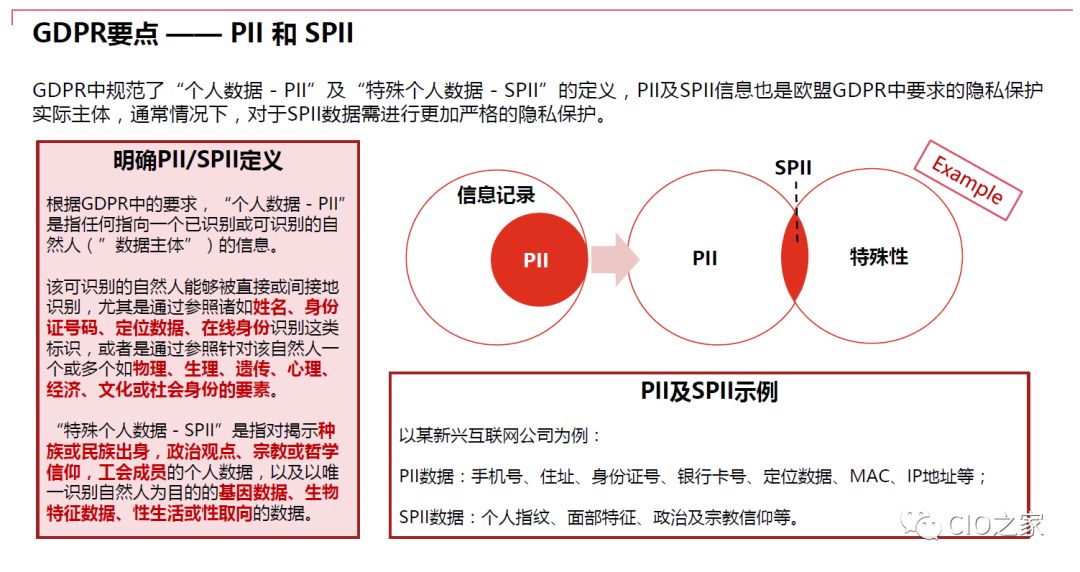 GDPR要点 —— PII 和 SPII
GDPR中规范了“个人数据 - PII”及“特殊个人数据 - SPII”的定义，PII及SPII信息也是欧盟GDPR中要求的隐私保护
实际主体，通常情况下，对于SPII数据需进行更加严格的隐私保护。
明确PII/SPII定义
根据GDPR中的要求，“个人数据 - PII”
是指任何指向一个已识别或可识别的自
然人（”数据主体”）的信息。
该可识别的自然人能够被直接或间接地
识别，尤其是通过参照诸如姓名、身份
证号码、定位数据、在线身份识别这类
标识，或者是通过参照针对该自然人一
个或多个如物理、生理、遗传、心理、
经济、文化或社会身份的要素。
“特殊个人数据 - SPII”是指对揭示种
族或民族出身，政治观点、宗教或哲学
信仰，工会成员的个人数据，以及以唯
一识别自然人为目的的基因数据、生物
特征数据、性生活或性取向的数据。
信息记录
PII
PII
SPII
特殊性
Example
PII及SPII示例
以某新兴互联网公司为例：
PII数据：手机号、住址、身份证号、银行卡号、定位数据、MAC、IP地址等；
SPII数据：个人指纹、面部特征、政治及宗教信仰等。
CIO之家